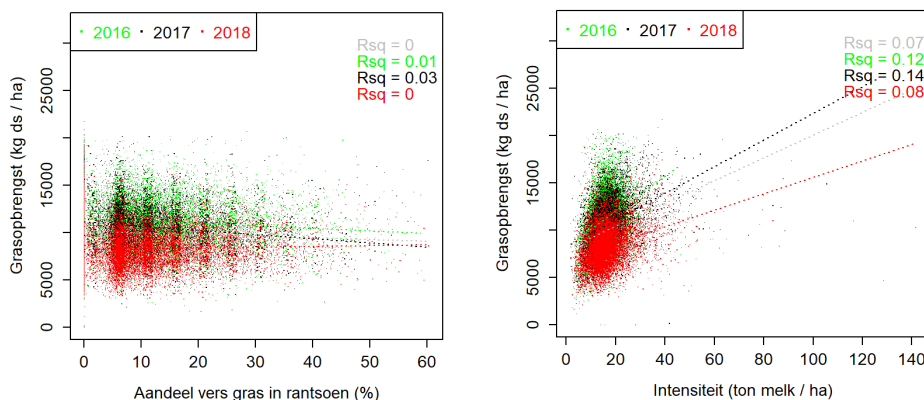 2016 2017 2018
Rsq = 0
Rsq = 0.01
Rsq = 0.03
Rsq = 0
Grasopbrengst (kg ds / ha)
0 5000 15000 25000
0 10 20 30 40 50 60
Aandeel vers gras in rantsoen (%)
2016 2017 2018
Rsq = 0.07
Rsq = 0.12
Rsq = 0.14
Rsq = 0.08
Grasopbrengst (kg ds / ha)
0 5000 15000 25000
0 20 40 60 80 100 120 140
Intensiteit (ton melk / ha)